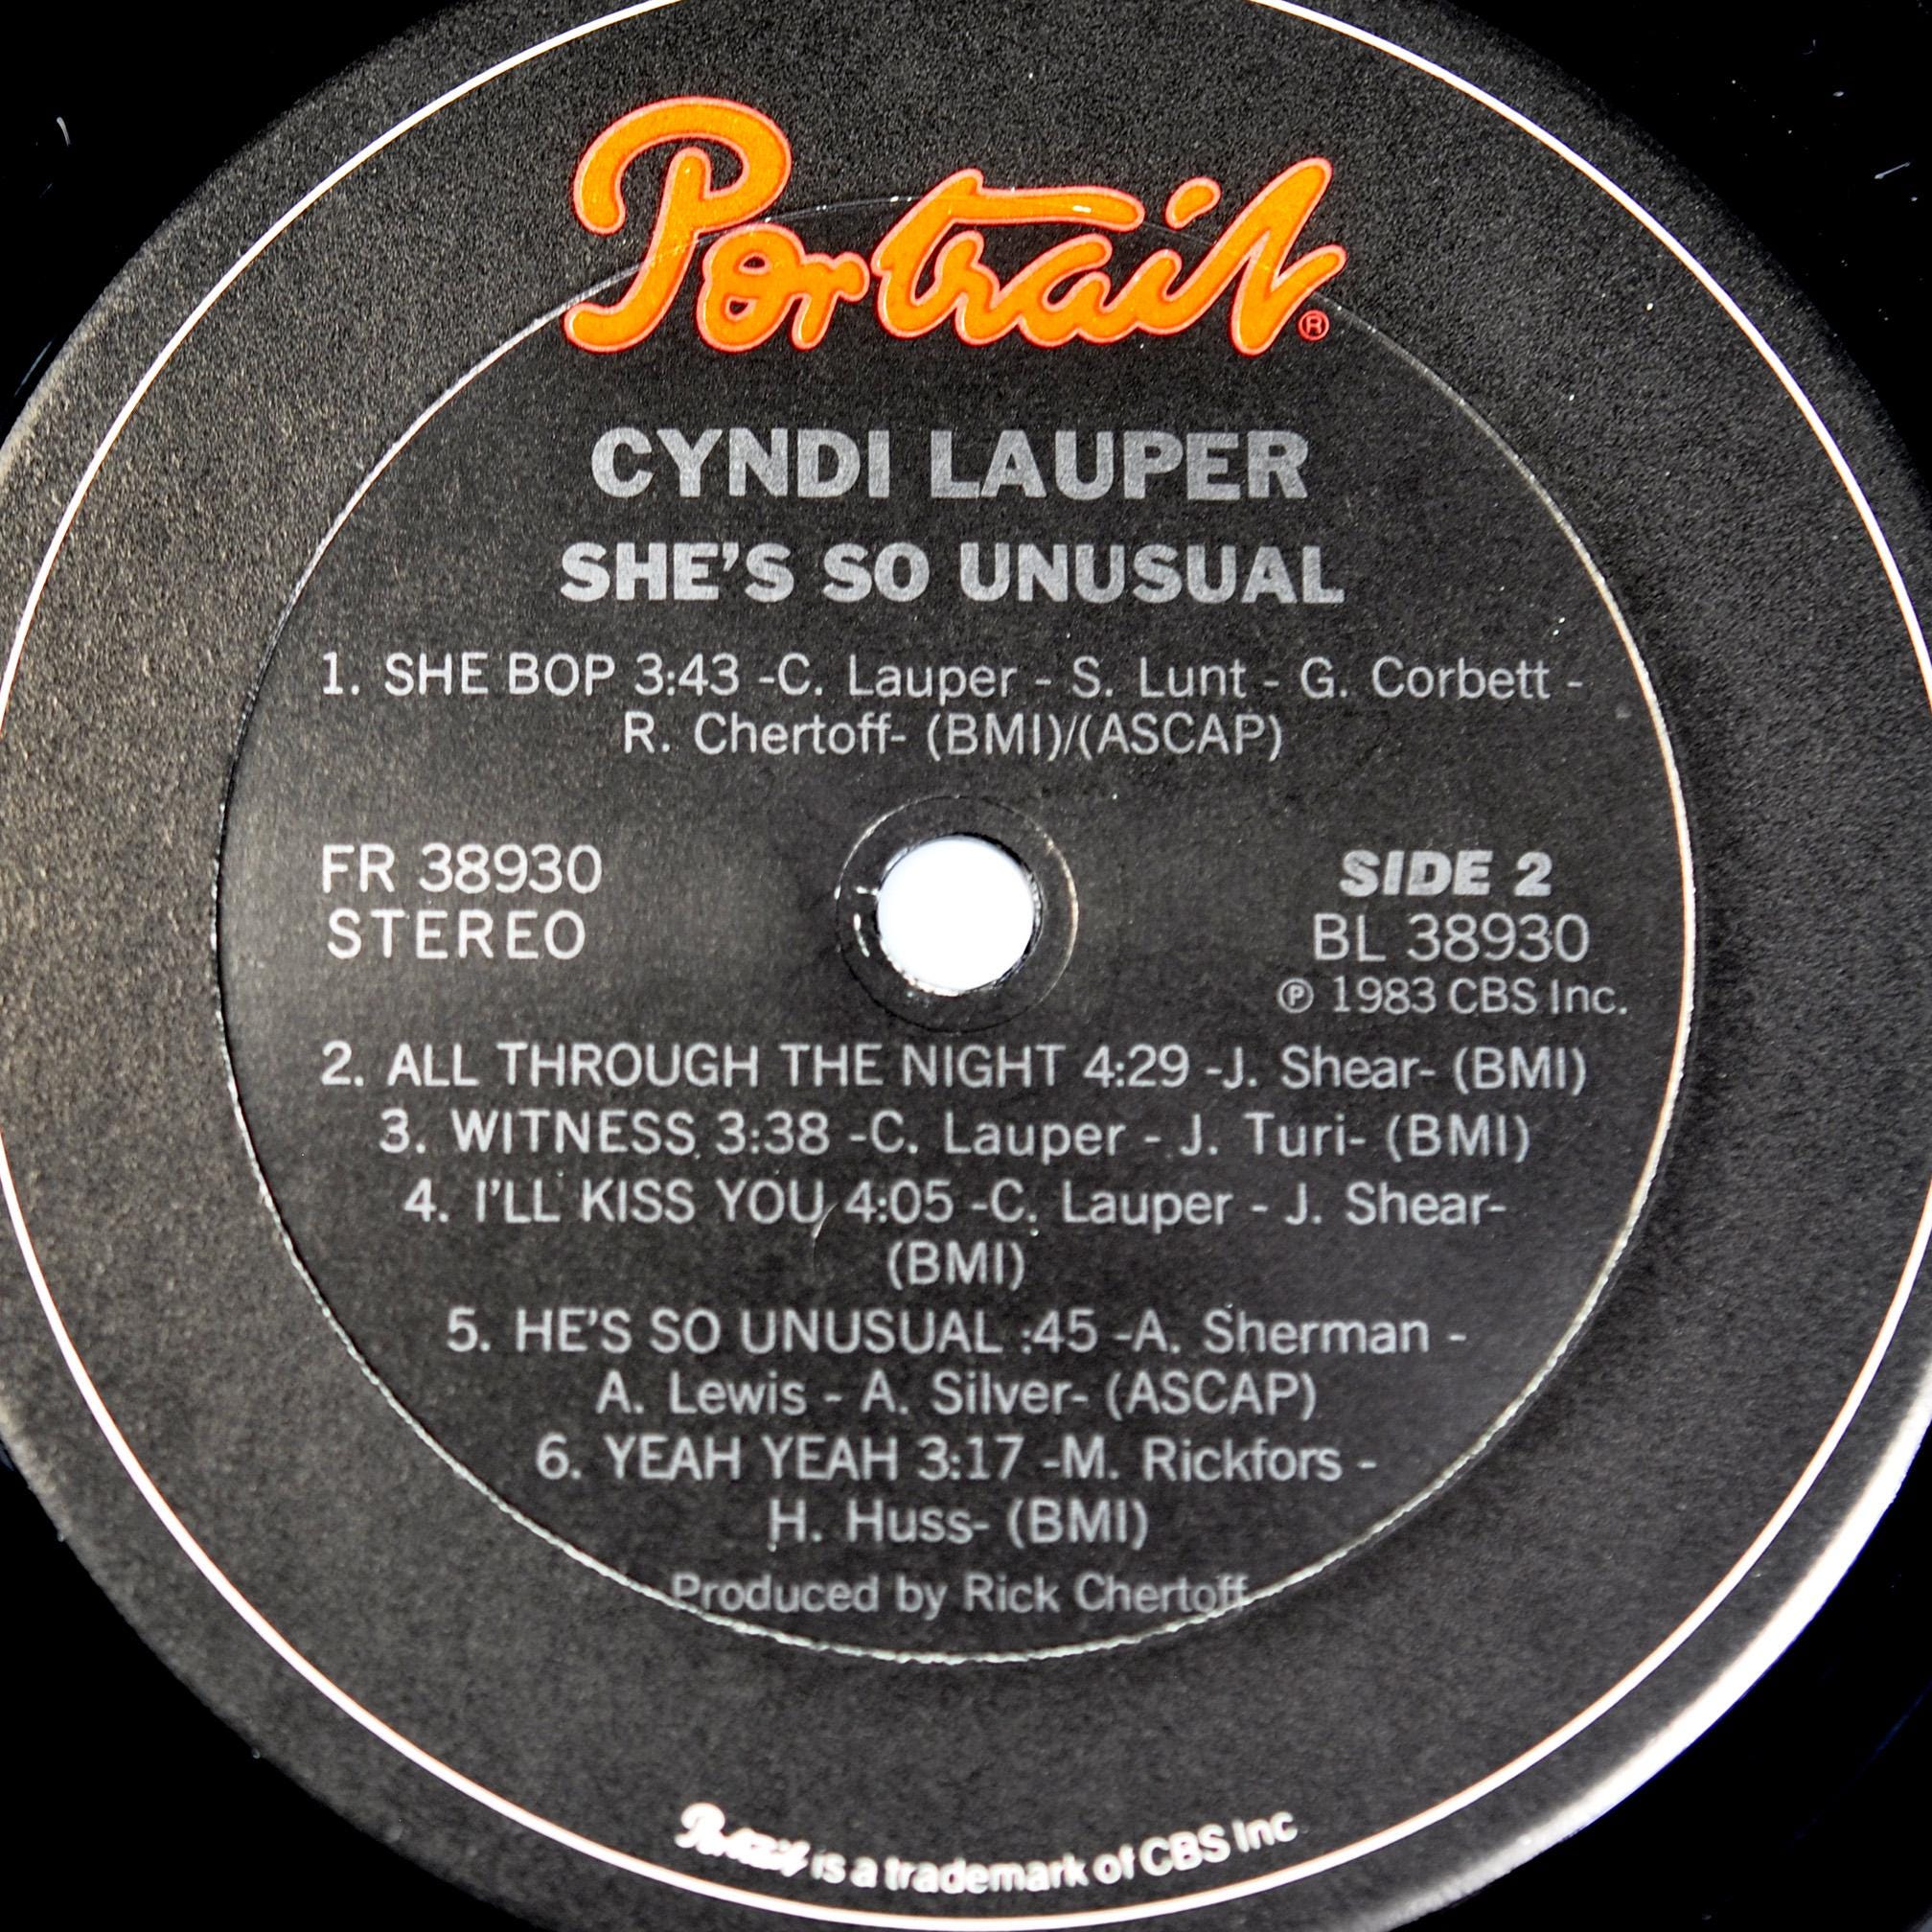 Portrait®
CYNDI LAUPER
SHE'S SO UNUSUAL
1. SHE BOP 3:43 -C. Lauper - S. Lunt - G. Corbett -
R. Chertoff- (BMI)/(ASCAP)
FR 38930
STEREO
SIDE 2
BL 38930
℗ 1983 CBS Inc.
2. ALL THROUGH THE NIGHT 4:29 -J. Shear- (BMI)
3. WITNESS 3:38 -C. Lauper - J. Turi- (BMI)
4. I'LL KISS YOU 4:05 -C. Lauper - J. Shear-
(BMI)
5. HE'S SO UNUSUAL :45 -A. Sherman -
A. Lewis - A. Silver- (ASCAP)
6. YEAH YEAH 3:17 -M. Rickfors -
H. Huss- (BMI)
Produced by Rick Chertoff
Portrait is a trademark of CBS Inc